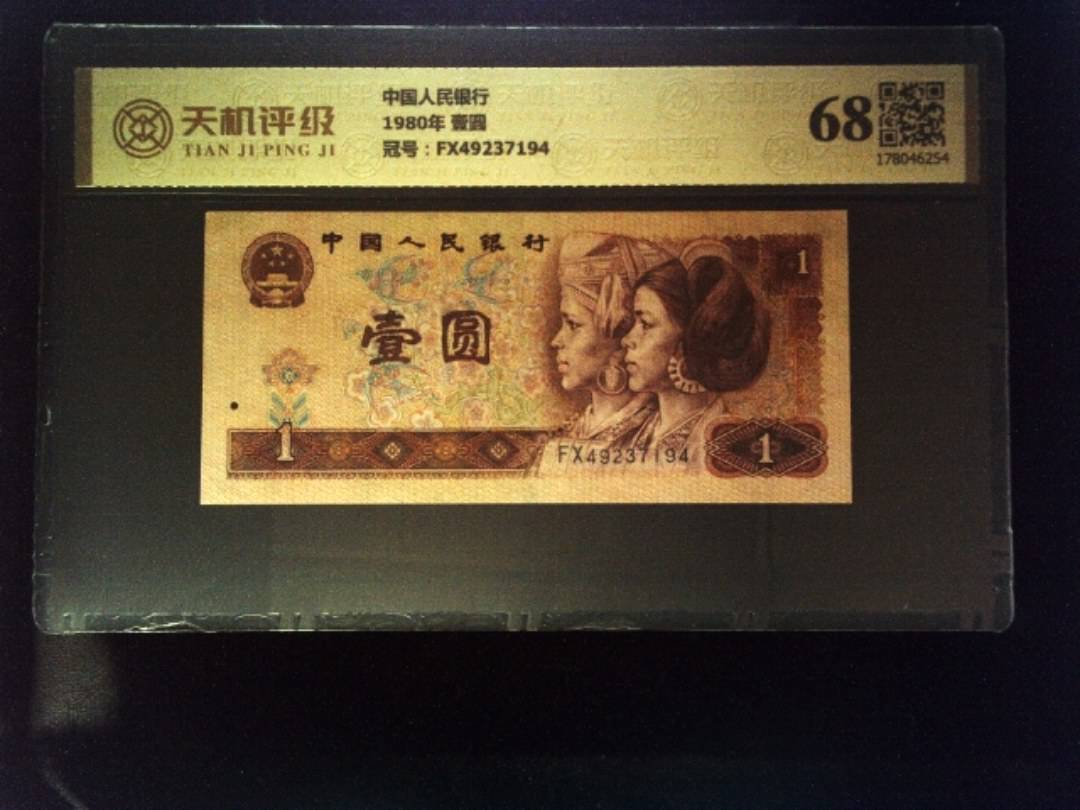 天机评级
TIAN JI PING JI
中国人民银行
1980年 壹圆
冠号：FX49237194
68
178046254
中国人民银行
1
壹圆
1
FX49237194
1